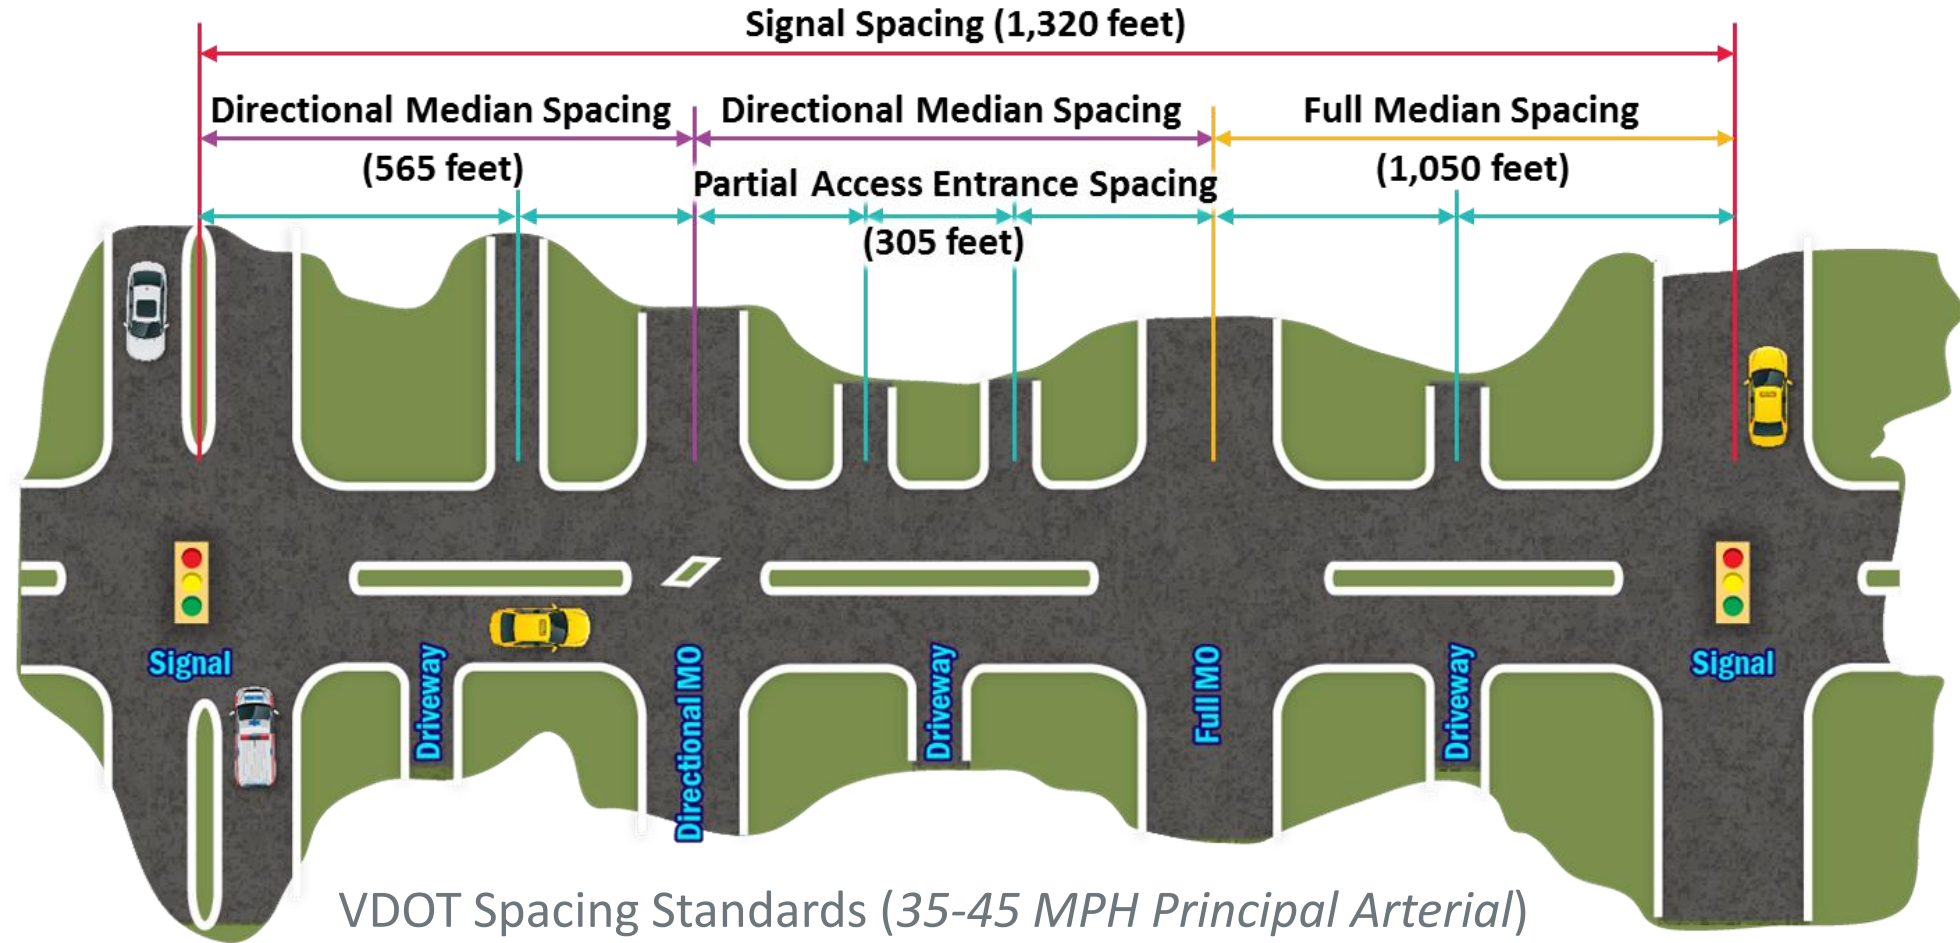 Signal Spacing (1,320 feet)
Directional Median Spacing
Directional Median Spacing
Full Median Spacing
(565 feet)
(1,050 feet)
Partial Access Entrance Spacing
(305 feet)
Signal
Driveway
Directional MO
Driveway
Full MO
Driveway
Signal
VDOT Spacing Standards (35-45 MPH Principal Arterial)